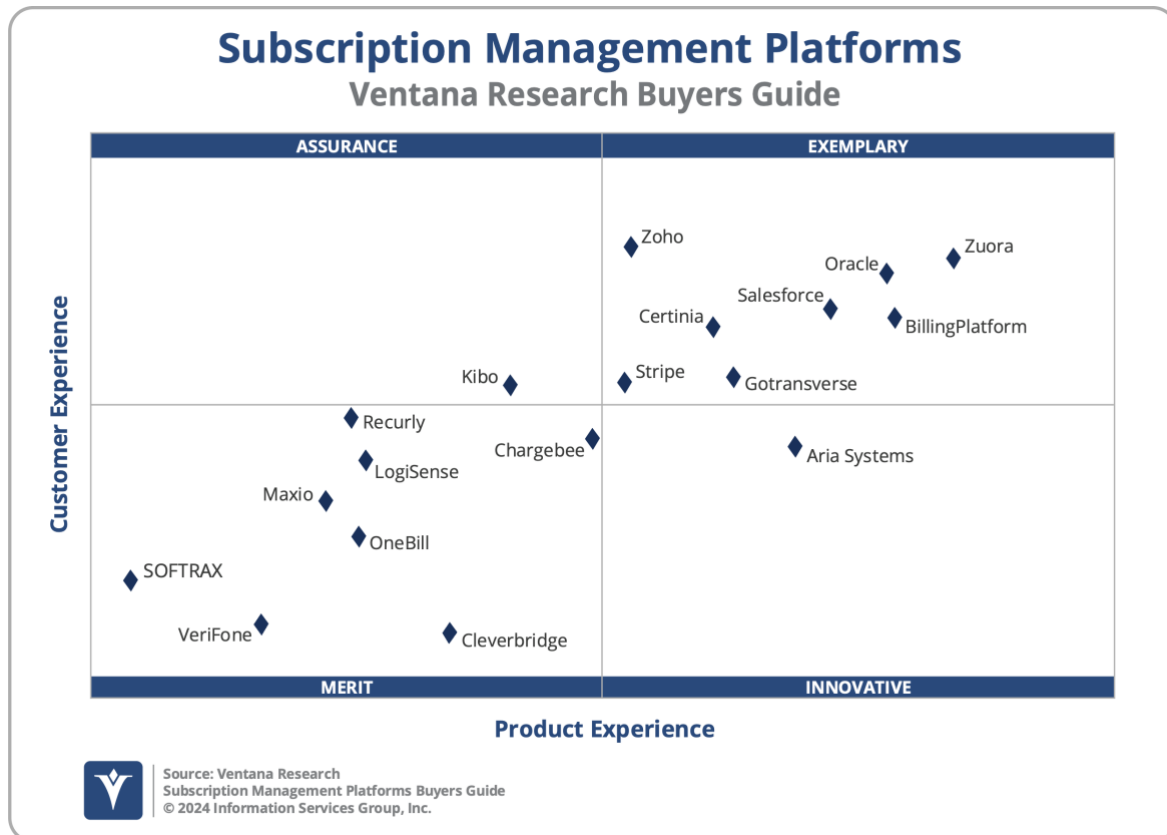 Subscription Management Platforms
Ventana Research Buyers Guide
ASSURANCE
EXEMPLARY
Zoho
Zuora
Oracle
Salesforce
Certinia
BillingPlatform
Stripe
Kibo
Gotransverse
Recurly
Chargebee
Aria Systems
LogiSense
Maxio
OneBill
SOFTRAX
VeriFone
Cleverbridge
Customer Experience
MERIT
INNOVATIVE
Product Experience
Source: Ventana Research
Subscription Management Platforms Buyers Guide
© 2024 Information Services Group, Inc.